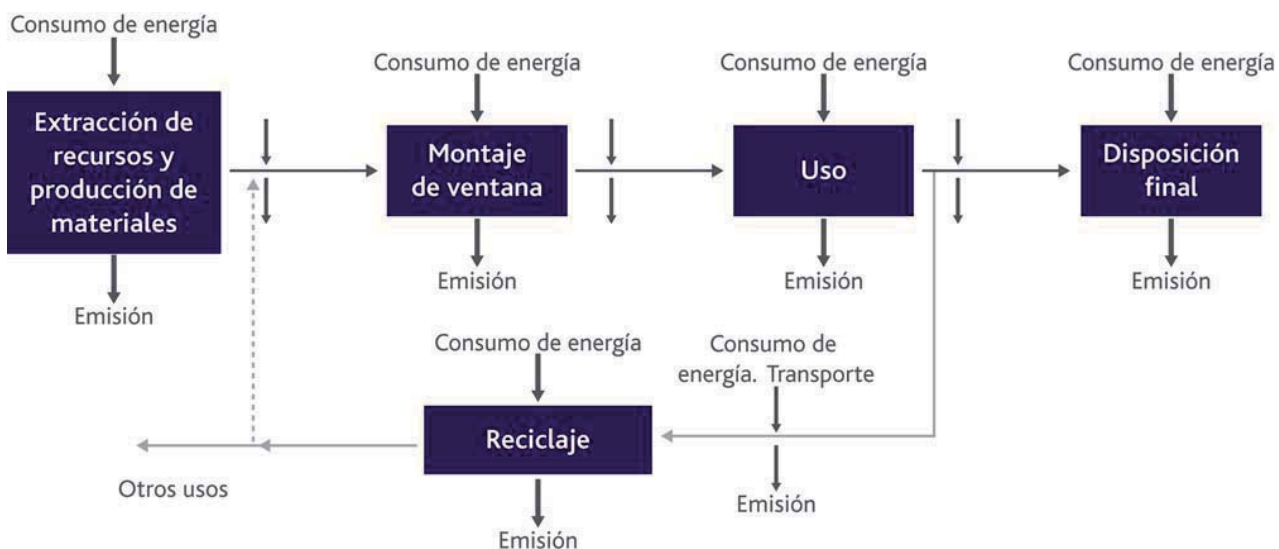 Consumo de energía
Consumo de energía
Consumo de energía
Consumo de energía
Extracción de
recursos y
producción de
materiales
Montaje
de ventana
Uso
Disposición
final
Emisión
Emisión
Emisión
Emisión
Consumo de energía
Consumo de
energía. Transporte
Reciclaje
Otros usos
Emisión
Emisión